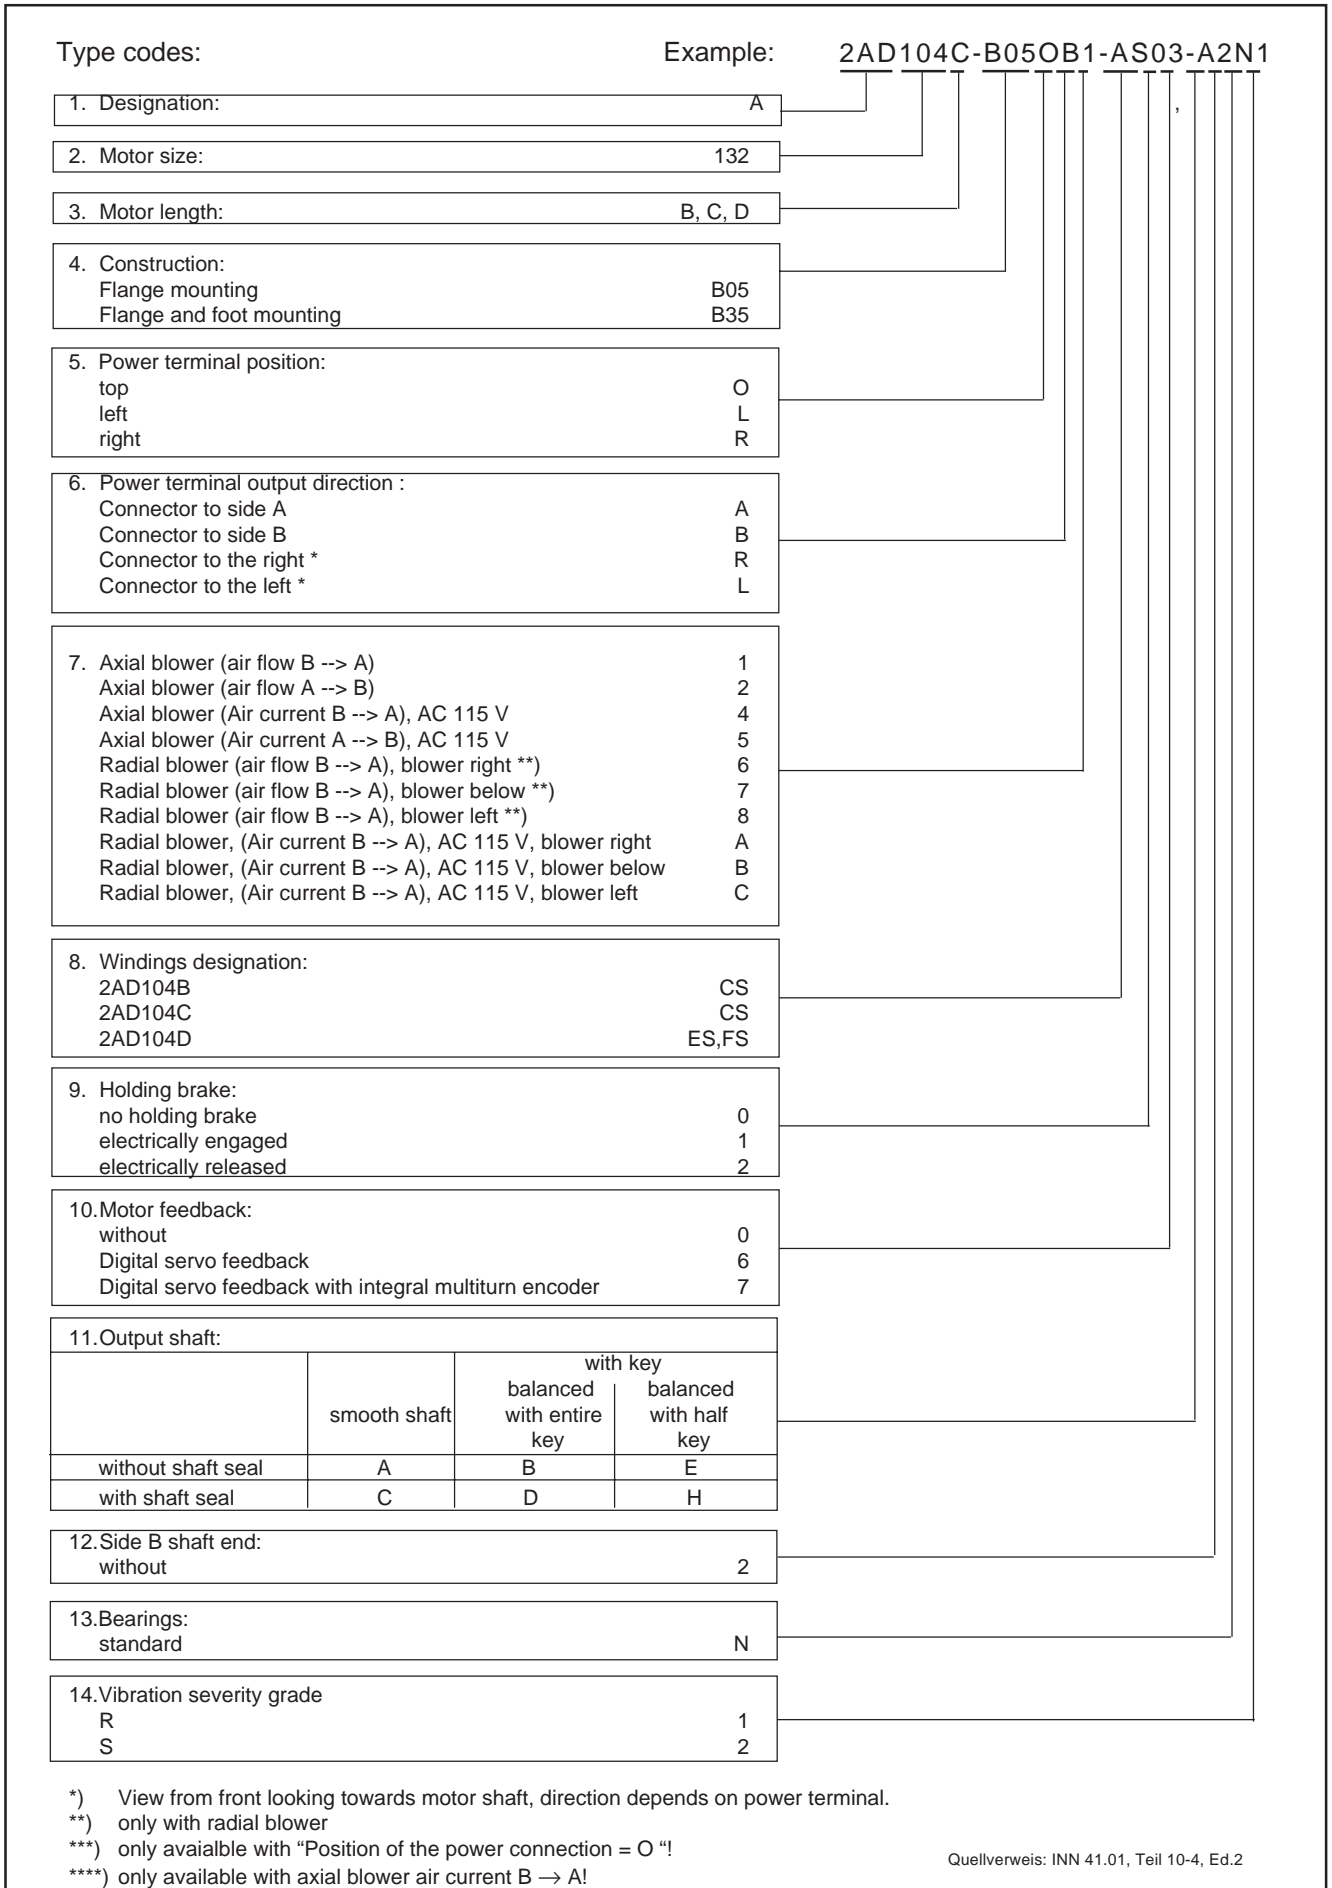 Type codes: Example: 2AD104C-B05OB1-AS03-A2N1
1. Designation: A ,
2. Motor size: 132
3. Motor length: B, C, D
4. Construction:
Flange mounting B05
Flange and foot mounting B35
5. Power terminal position:
top O
left L
right R
6. Power terminal output direction :
Connector to side A A
Connector to side B B
Connector to the right * R
Connector to the left * L
7. Axial blower (air flow B --> A) 1
Axial blower (air flow A --> B) 2
Axial blower (Air current B --> A), AC 115 V 4
Axial blower (Air current A --> B), AC 115 V 5
Radial blower (air flow B --> A), blower right **) 6
Radial blower (air flow B --> A), blower below **) 7
Radial blower (air flow B --> A), blower left **) 8
Radial blower, (Air current B --> A), AC 115 V, blower right A
Radial blower, (Air current B --> A), AC 115 V, blower below B
Radial blower, (Air current B --> A), AC 115 V, blower left C
8. Windings designation:
2AD104B CS
2AD104C CS
2AD104D ES,FS
9. Holding brake:
no holding brake 0
electrically engaged 1
electrically released 2
10.Motor feedback:
without 0
Digital servo feedback 6
Digital servo feedback with integral multiturn encoder 7
11.Output shaft:
with key
balanced balanced
smooth shaft with entire with half
key key
without shaft seal A B E
with shaft seal C D H
12.Side B shaft end:
without 2
13.Bearings:
standard N
14.Vibration severity grade
R 1
S 2
*) View from front looking towards motor shaft, direction depends on power terminal.
**) only with radial blower
***) only avaialble with “Position of the power connection = O “!
****) only available with axial blower air current B → A!
Quellverweis: INN 41.01, Teil 10-4, Ed.2